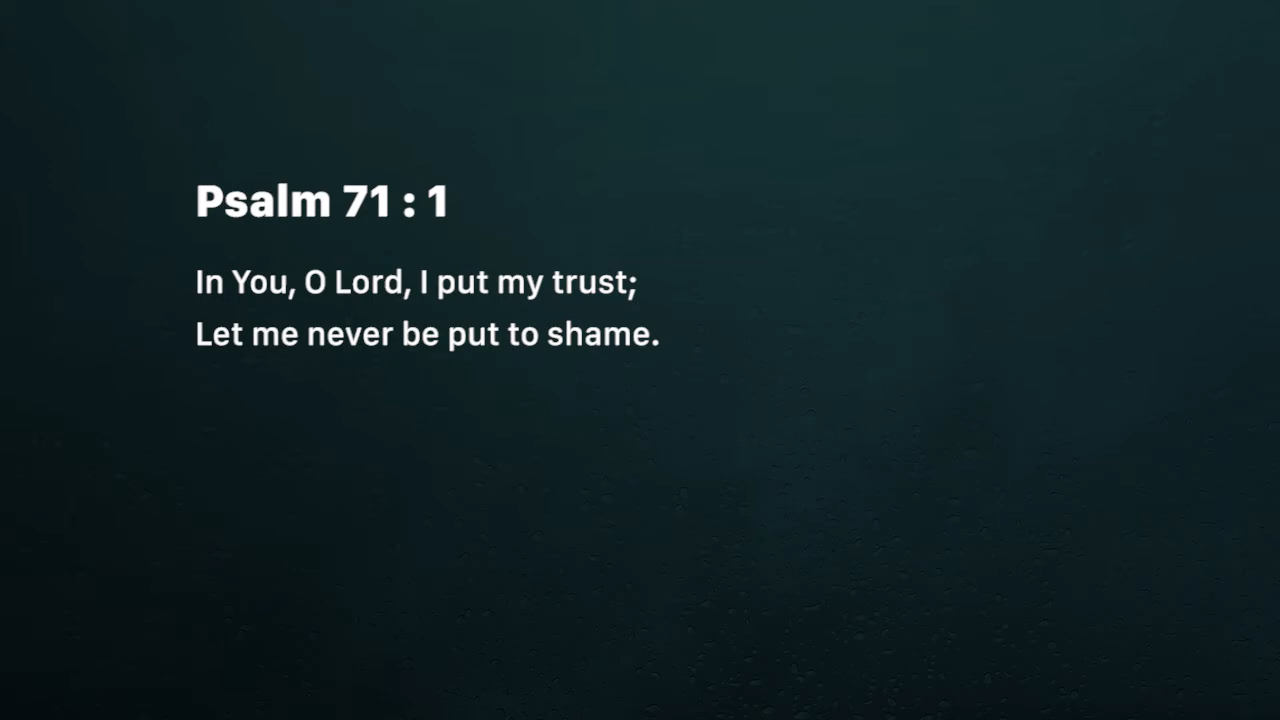 Psalm 71 : 1
In You, O Lord, I put my trust;
Let me never be put to shame.